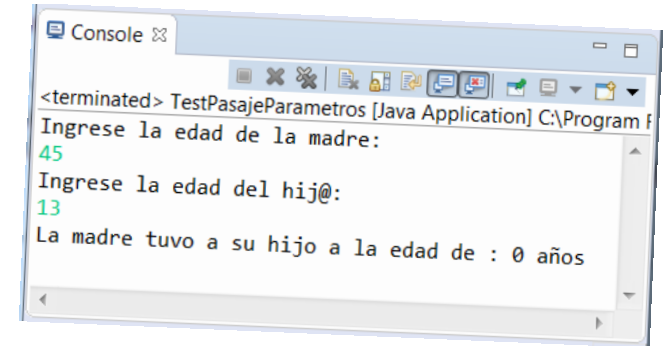 Console
<terminated> TestPasajeParametros [Java Application] C:\Program F
Ingrese la edad de la madre:
45
Ingrese la edad del hij@:
13
La madre tuvo a su hijo a la edad de : 0 años